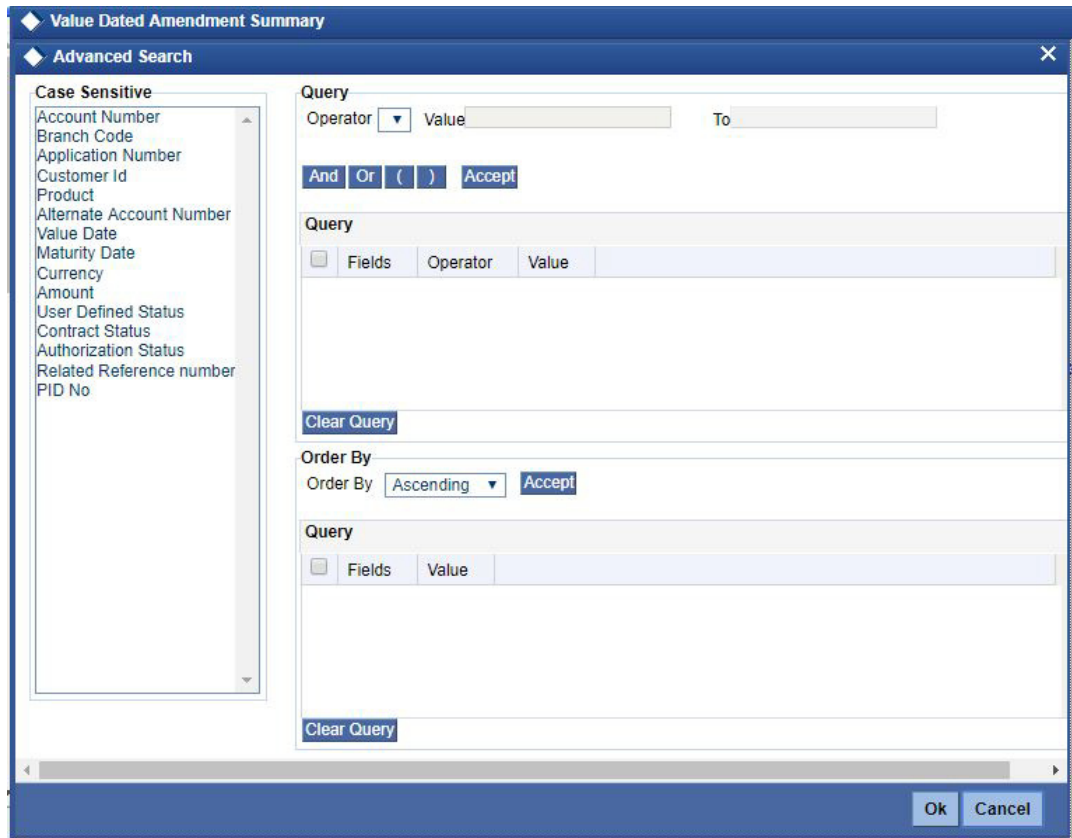 Value Dated Amendment Summary
Advanced Search
Case Sensitive
Account Number
Branch Code
Application Number
Customer Id
Product
Alternate Account Number
Value Date
Maturity Date
Currency
Amount
User Defined Status
Contract Status
Authorization Status
Related Reference number
PID No
Query
Operator Value To
And Or ( ) Accept
Query
Fields Operator Value
Clear Query
Order By
Order By Ascending Accept
Query
Fields Value
Clear Query
Ok Cancel